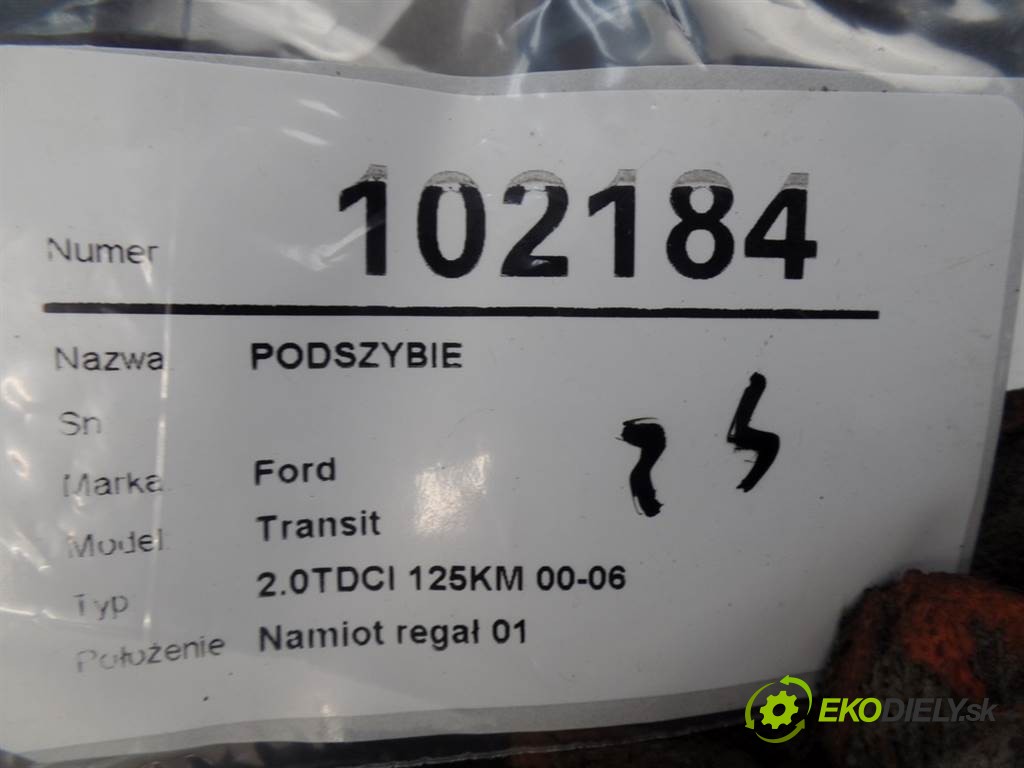 Numer 102184
Nazwa PODSZYBIE
Sn
Marka Ford
Model Transit
Typ 2.0TDCI 125KM 00-06
Położenie Namiot regał 01
EKODIELY.sk